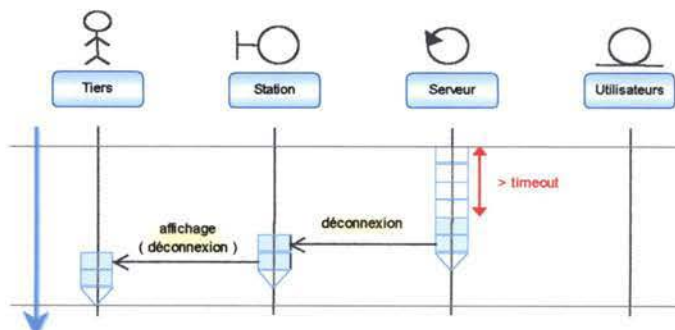 Tiers
Station
Serveur
Utilisateurs
> timeout
déconnexion
affichage
( déconnexion )